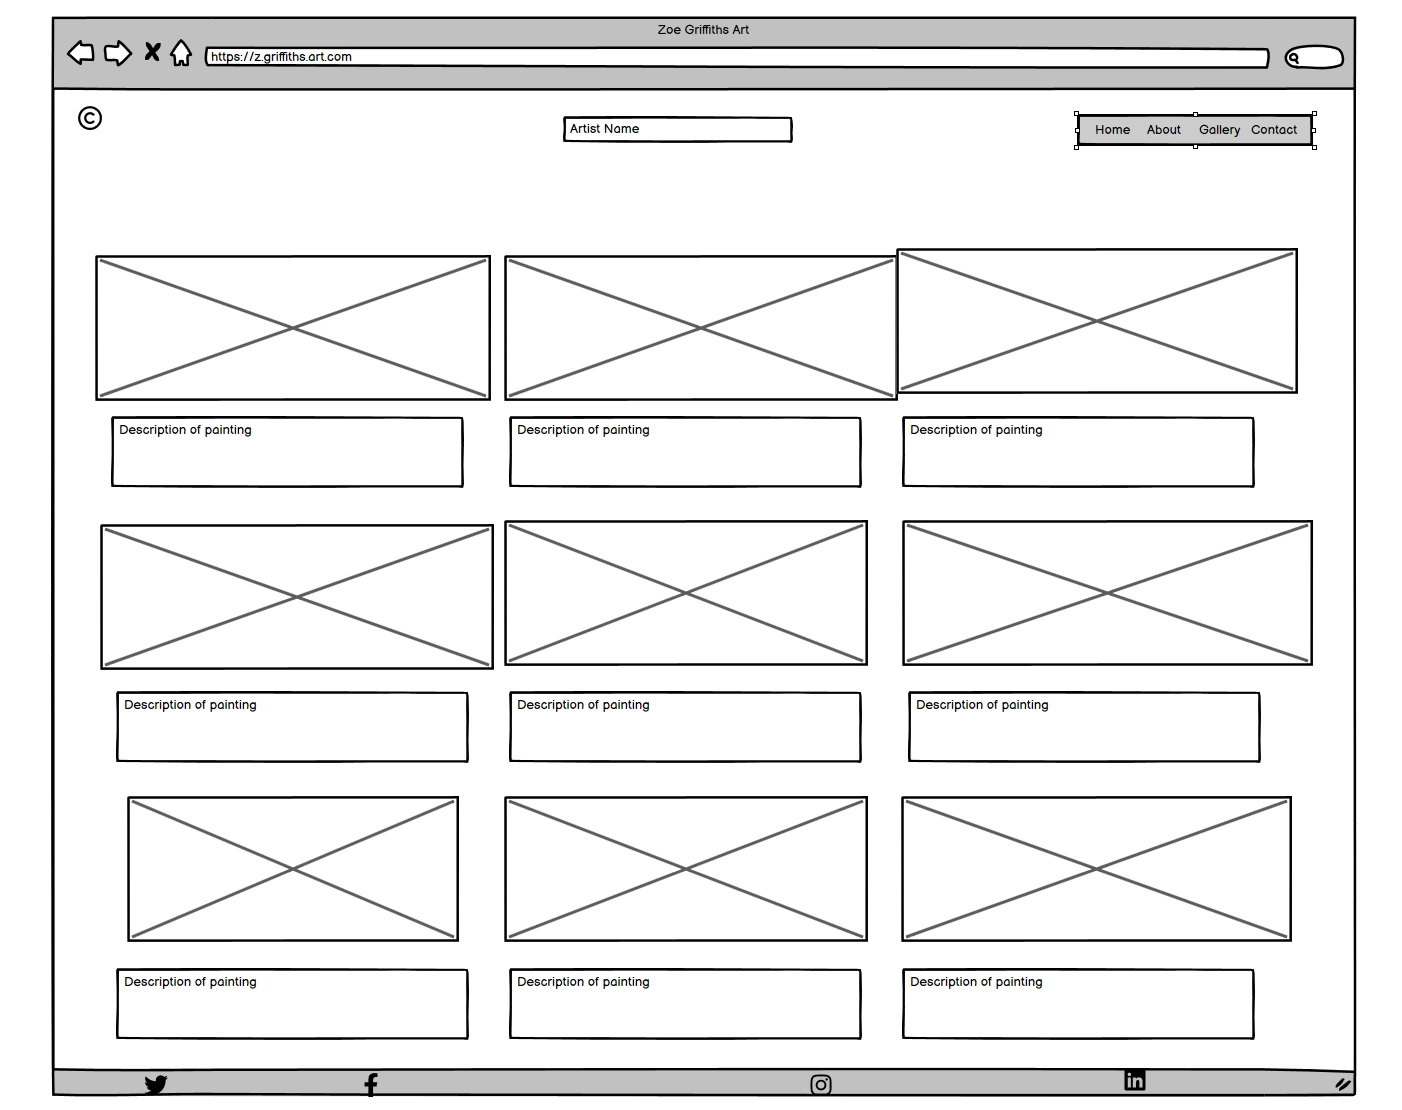 Zoe Griffiths Art
https://z.griffiths.art.com
©
Artist Name
Home About Gallery Contact
Description of painting
Description of painting
Description of painting
Description of painting
Description of painting
Description of painting
Description of painting
Description of painting
Description of painting